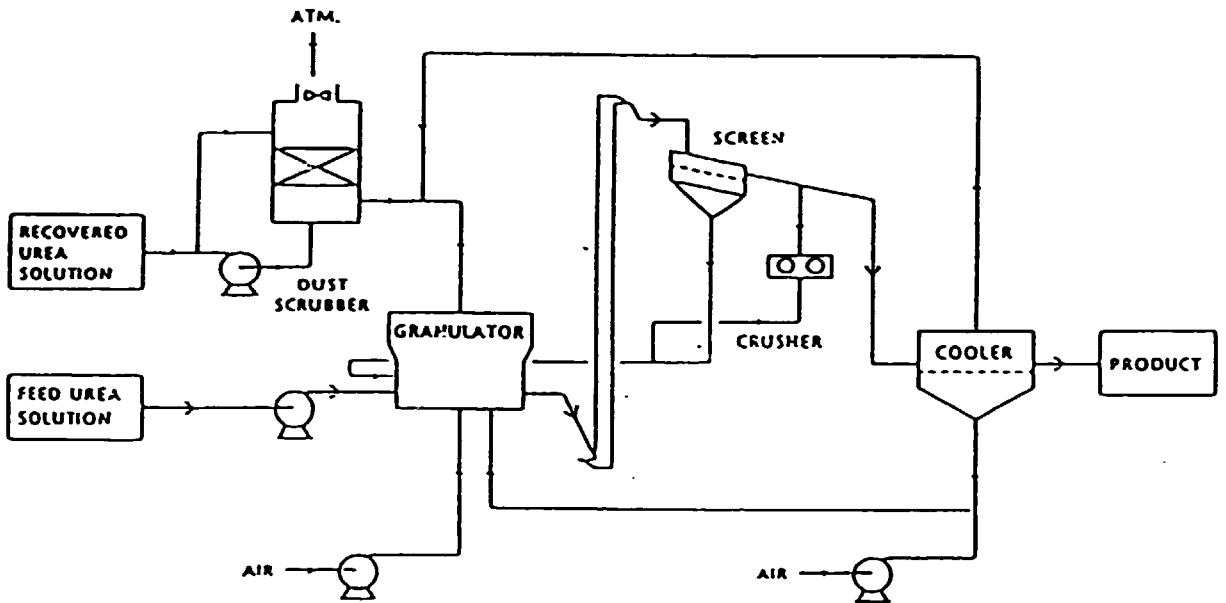 ATM.
SCREEN
RECOVERED
UREA
SOLUTION
DUST
SCRUBBER
GRANULATOR
CRUSHER
COOLER
PRODUCT
FEED UREA
SOLUTION
AIR
AIR